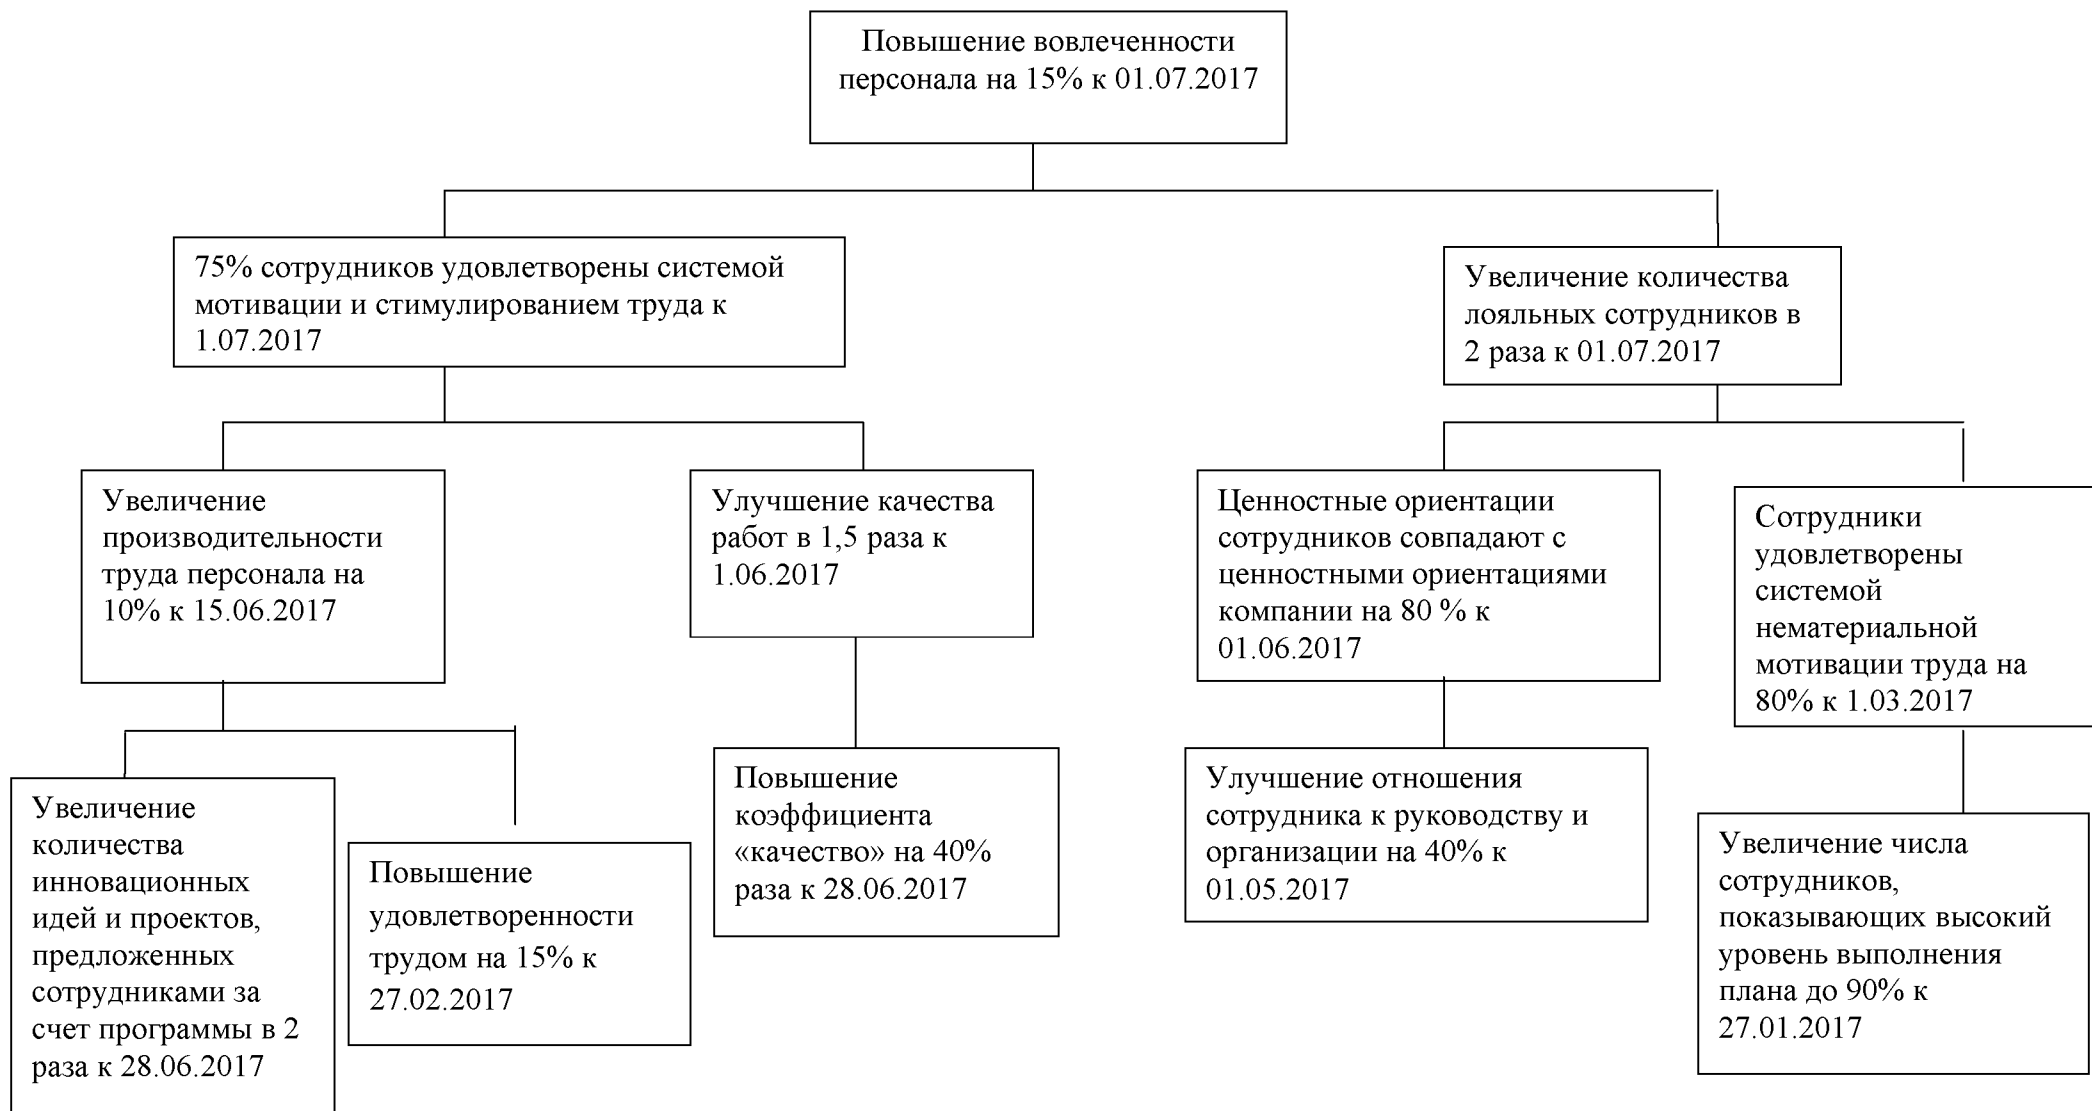 Повышение вовлеченности
персонала на 15% к 01.07.2017
75% сотрудников удовлетворены системой
мотивации и стимулированием труда к
1.07.2017
Увеличение количества
лояльных сотрудников в
2 раза к 01.07.2017
Увеличение
производительности
труда персонала на
10% к 15.06.2017
Улучшение качества
работ в 1,5 раза к
1.06.2017
Ценностные ориентации
сотрудников совпадают с
ценностными ориентациями
компании на 80 % к
01.06.2017
Сотрудники
удовлетворены
системой
нематериальной
мотивации труда на
80% к 1.03.2017
Увеличение
количества
инновационных
идей и проектов,
предложенных
сотрудниками за
счет программы в 2
раза к 28.06.2017
Повышение
удовлетворенности
трудом на 15% к
27.02.2017
Повышение
коэффициента
«качество» на 40%
раза к 28.06.2017
Улучшение отношения
сотрудника к руководству и
организации на 40% к
01.05.2017
Увеличение числа
сотрудников,
показывающих высокий
уровень выполнения
плана до 90% к
27.01.2017